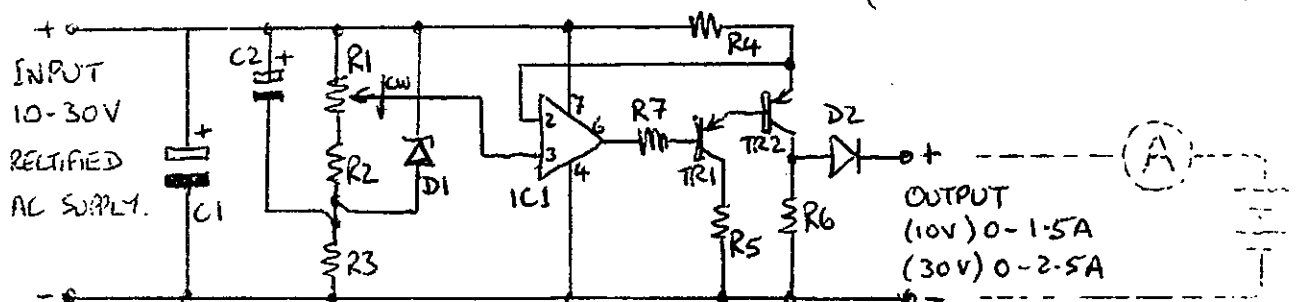 +
INPUT
10-30V
RECTIFIED
AC SUPPLY.
C1
+
C2
+
R1
CW
R2
R3
D1
2
3
7
6
4
IC1
R4
R7
TR1
TR2
R5
R6
D2
+
A
OUTPUT
(10V) 0-1.5A
(30V) 0-2.5A
-
-